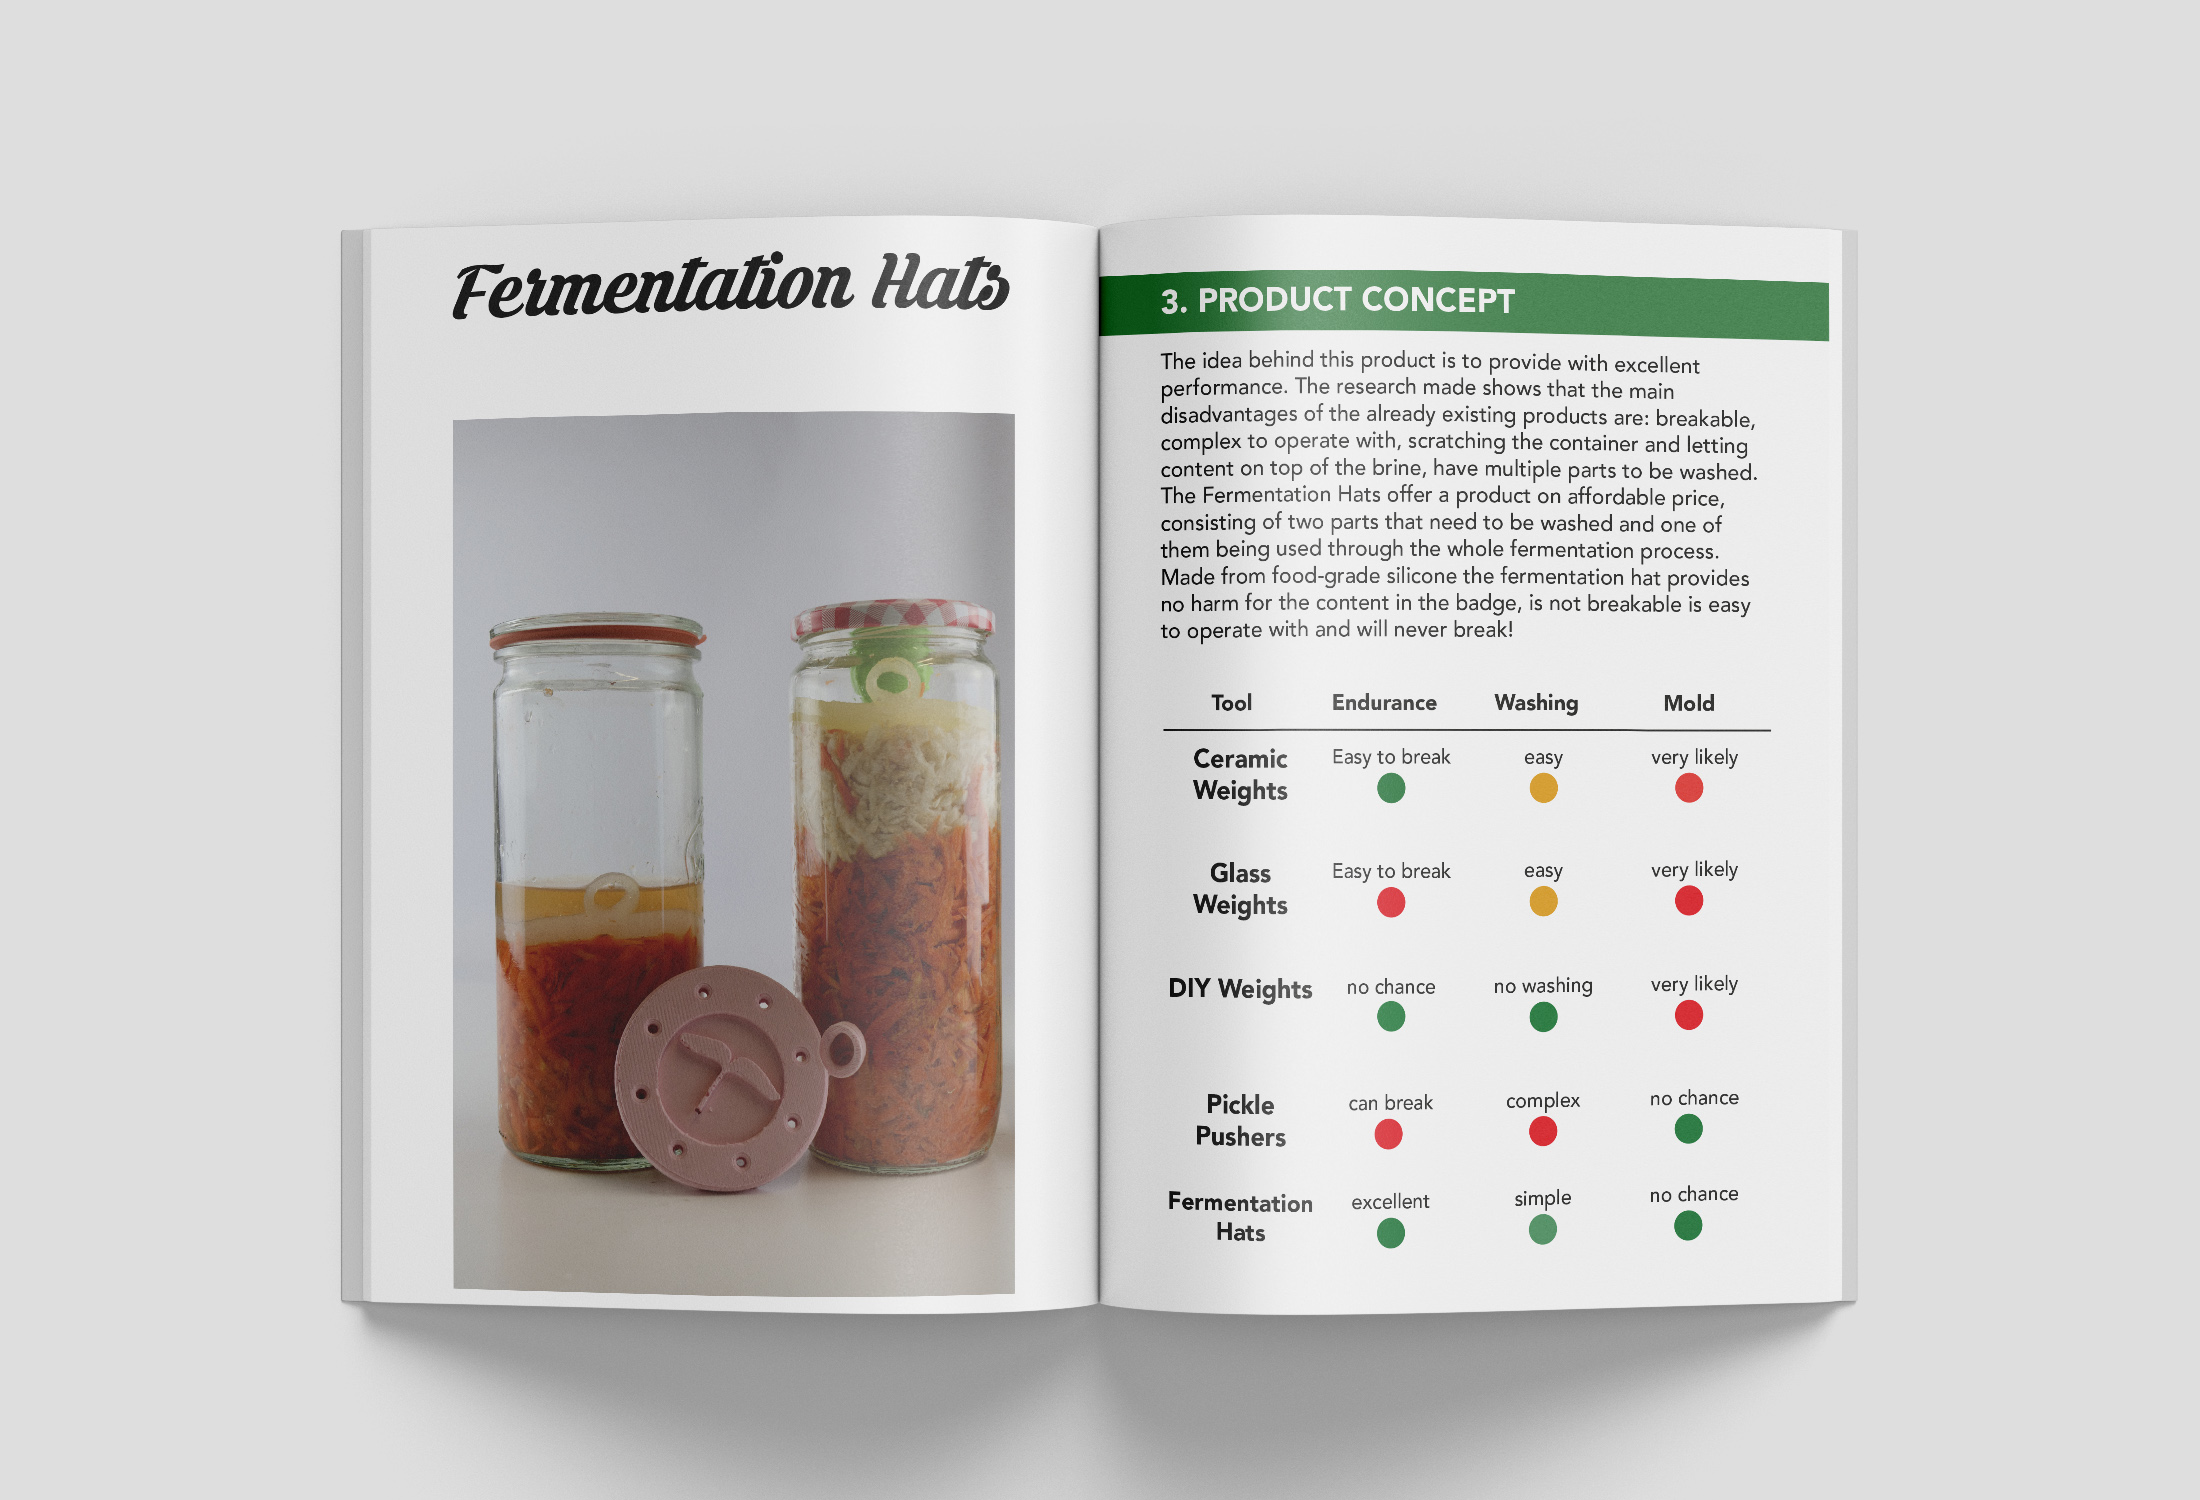 Fermentation Hats
3. PRODUCT CONCEPT
The idea behind this product is to provide with excellent
performance. The research made shows that the main
disadvantages of the already existing products are: breakable,
complex to operate with, scratching the container and letting
content on top of the brine, have multiple parts to be washed.
The Fermentation Hats offer a product on affordable price,
consisting of two parts that need to be washed and one of
them being used through the whole fermentation process.
Made from food-grade silicone the fermentation hat provides
no harm for the content in the badge, is not breakable is easy
to operate with and will never break!
Tool Endurance Washing Mold
Ceramic Easy to break easy very likely
Weights
Glass Easy to break easy very likely
Weights
DIY Weights no chance no washing very likely
Pickle can break complex no chance
Pushers
Fermentation excellent simple no chance
Hats